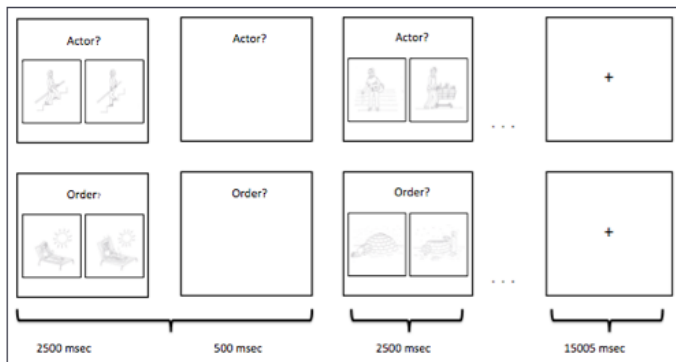 Actor?
Actor?
Actor?
. . .
+
Order?
Order?
Order?
. . .
+
2500 msec
500 msec
2500 msec
15005 msec